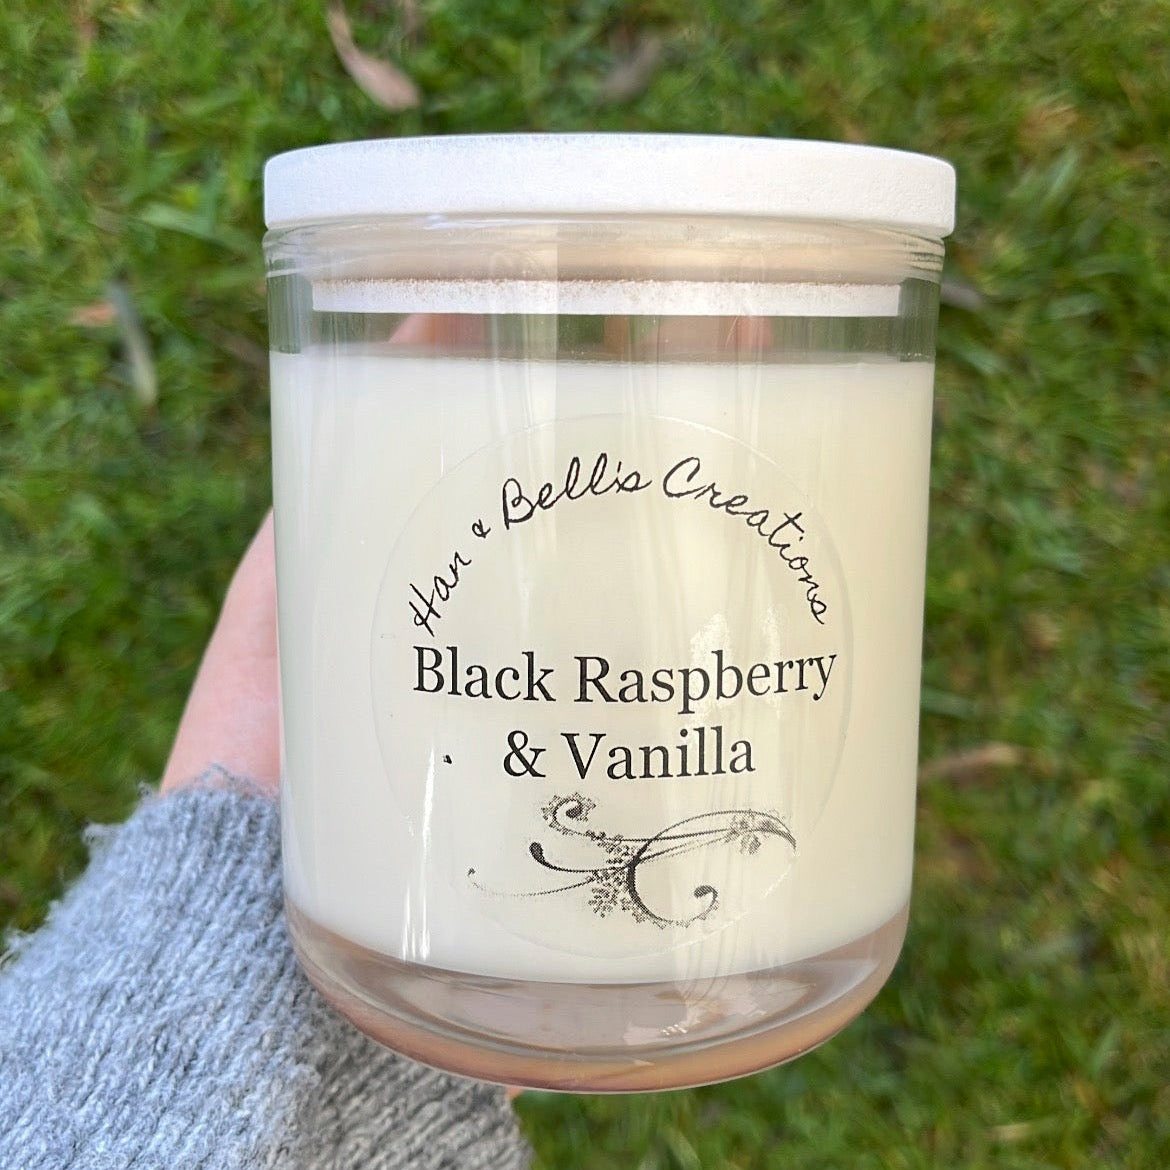 Han & Bell's Creations
Black Raspberry
& Vanilla